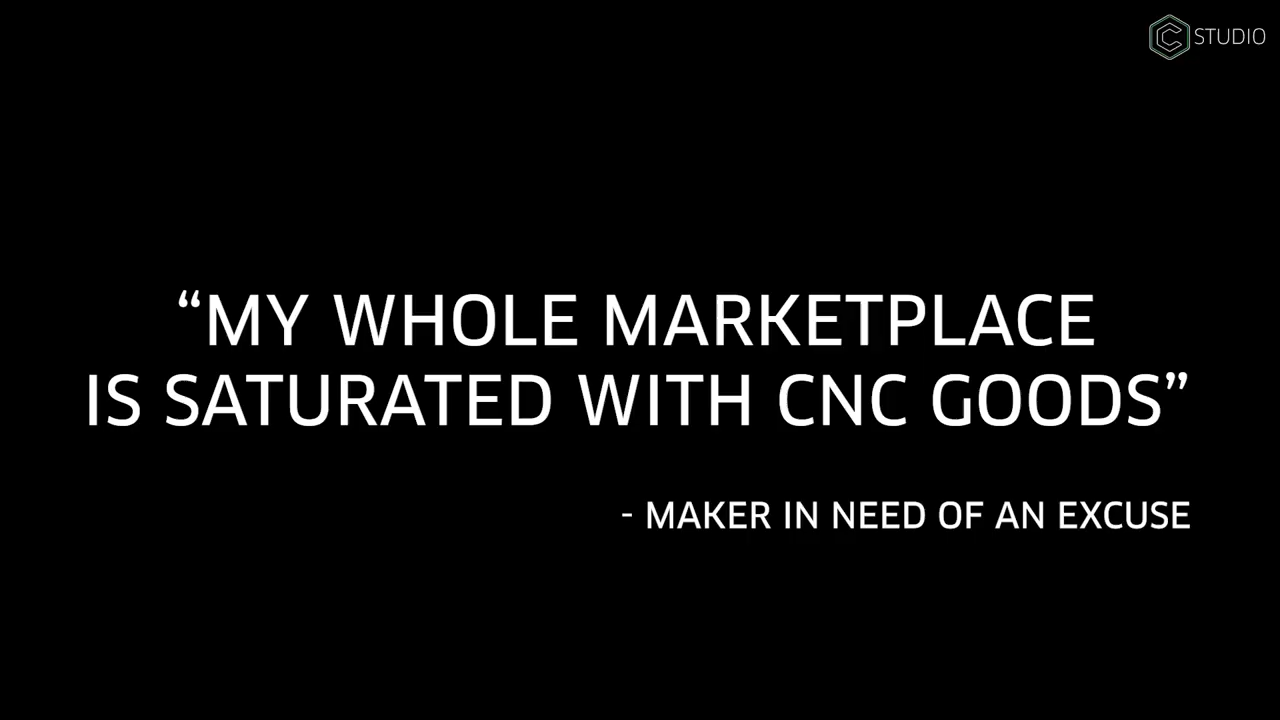 STUDIO
“MY WHOLE MARKETPLACE
IS SATURATED WITH CNC GOODS”
- MAKER IN NEED OF AN EXCUSE